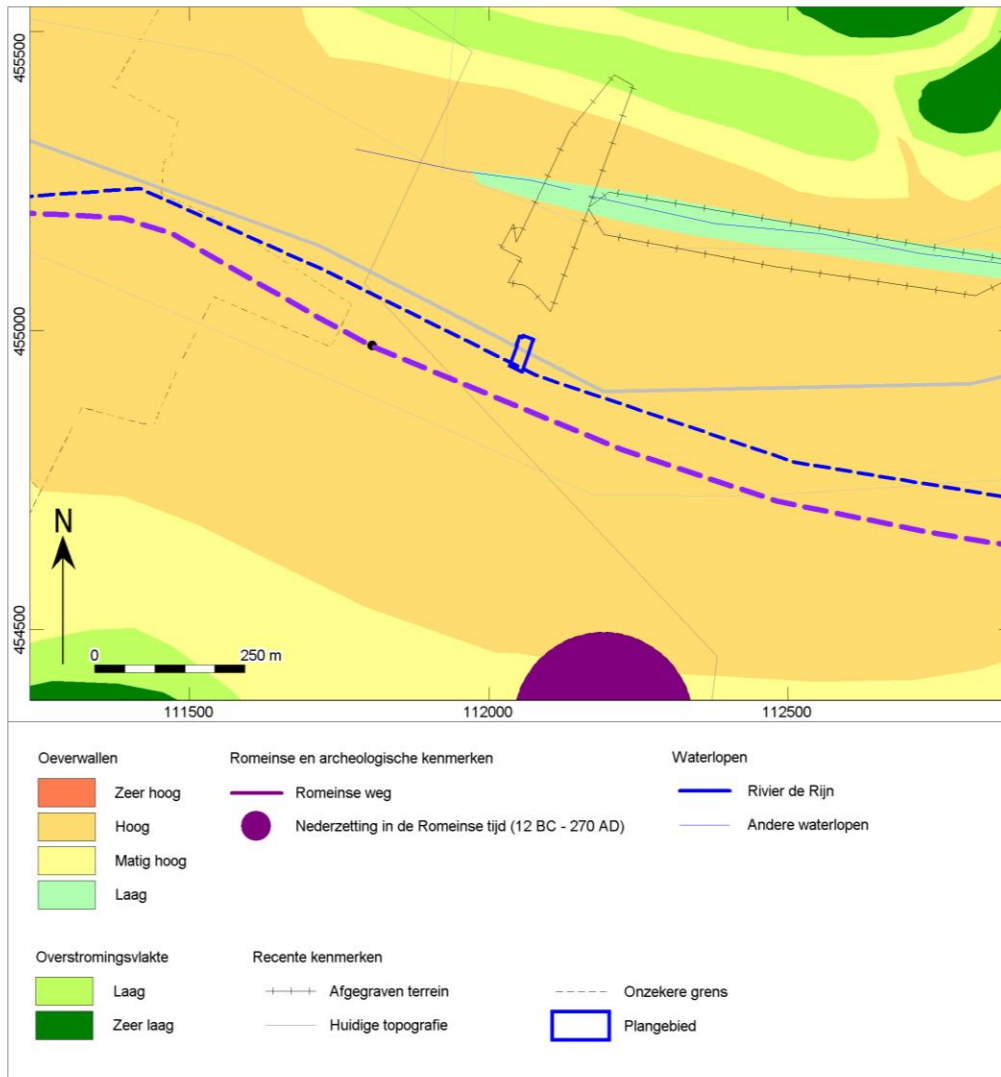 455500
455000
454500
N
0 250 m
111500 112000 112500
Oeverwallen
Zeer hoog
Hoog
Matig hoog
Laag
Romeinse en archeologische kenmerken
Romeinse weg
Nederzetting in de Romeinse tijd (12 BC - 270 AD)
Waterlopen
Rivier de Rijn
Andere waterlopen
Overstromingsvlakte
Laag
Zeer laag
Recente kenmerken
Afgegraven terrein
Huidige topografie
Onzekere grens
Plangebied